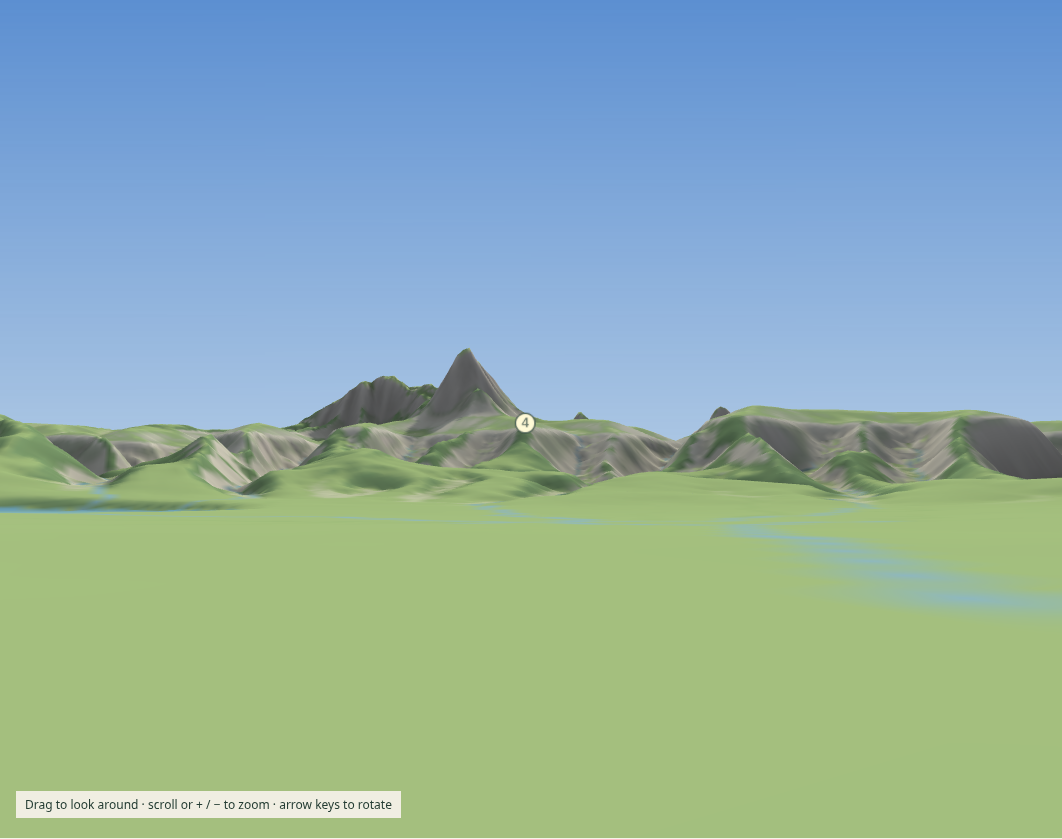 4
Drag to look around · scroll or + / − to zoom · arrow keys to rotate